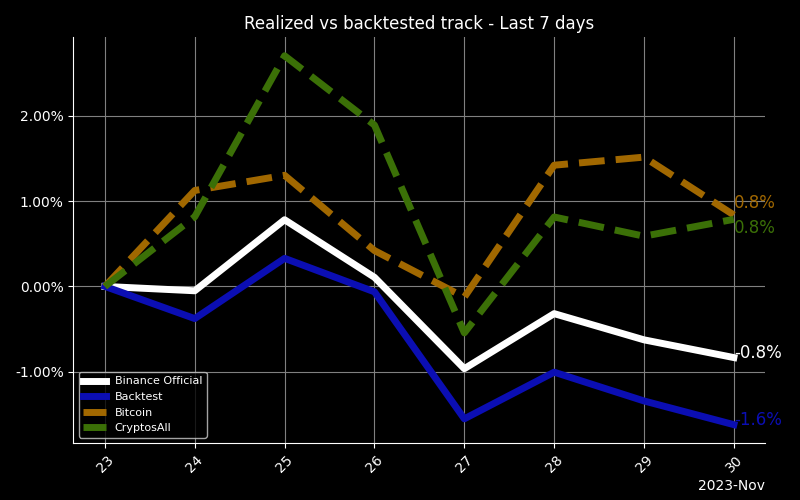 Realized vs backtested track - Last 7 days
2.00%
1.00%
0.00%
-1.00%
0.8%
0.8%
-0.8%
-1.6%
Binance Official
Backtest
Bitcoin
CryptosAll
23
24
25
26
27
28
29
30
2023-Nov